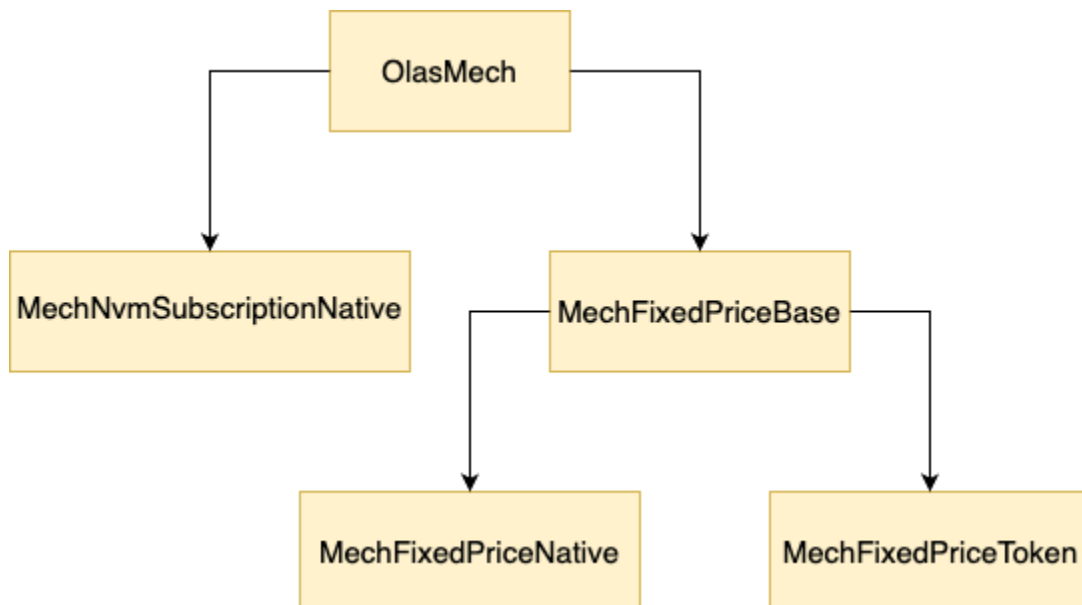 OlasMech
MechNvmSubscriptionNative
MechFixedPriceBase
MechFixedPriceNative
MechFixedPriceToken